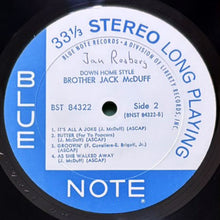 33⅓ STEREO LONG PLAYING
BLUE NOTE RECORDS • A DIVISION OF LIBERTY RECORDS, INC.
Jan Rosberg
DOWN HOME STYLE
BROTHER JACK McDUFF
BST 84322 Side 2
(BNST 84322-B)
1. IT'S ALL A JOKE (J. McDuff) (ASCAP)
2. BUTTER (For Yo Popcorn)
(J. McDuff) (ASCAP)
3. GROOVIN' (F. Cavaliere-E. Brigati, Jr.)
(ASCAP)
4. AS SHE WALKED AWAY
(J. McDuff) (ASCAP)
BLUE
NOTE